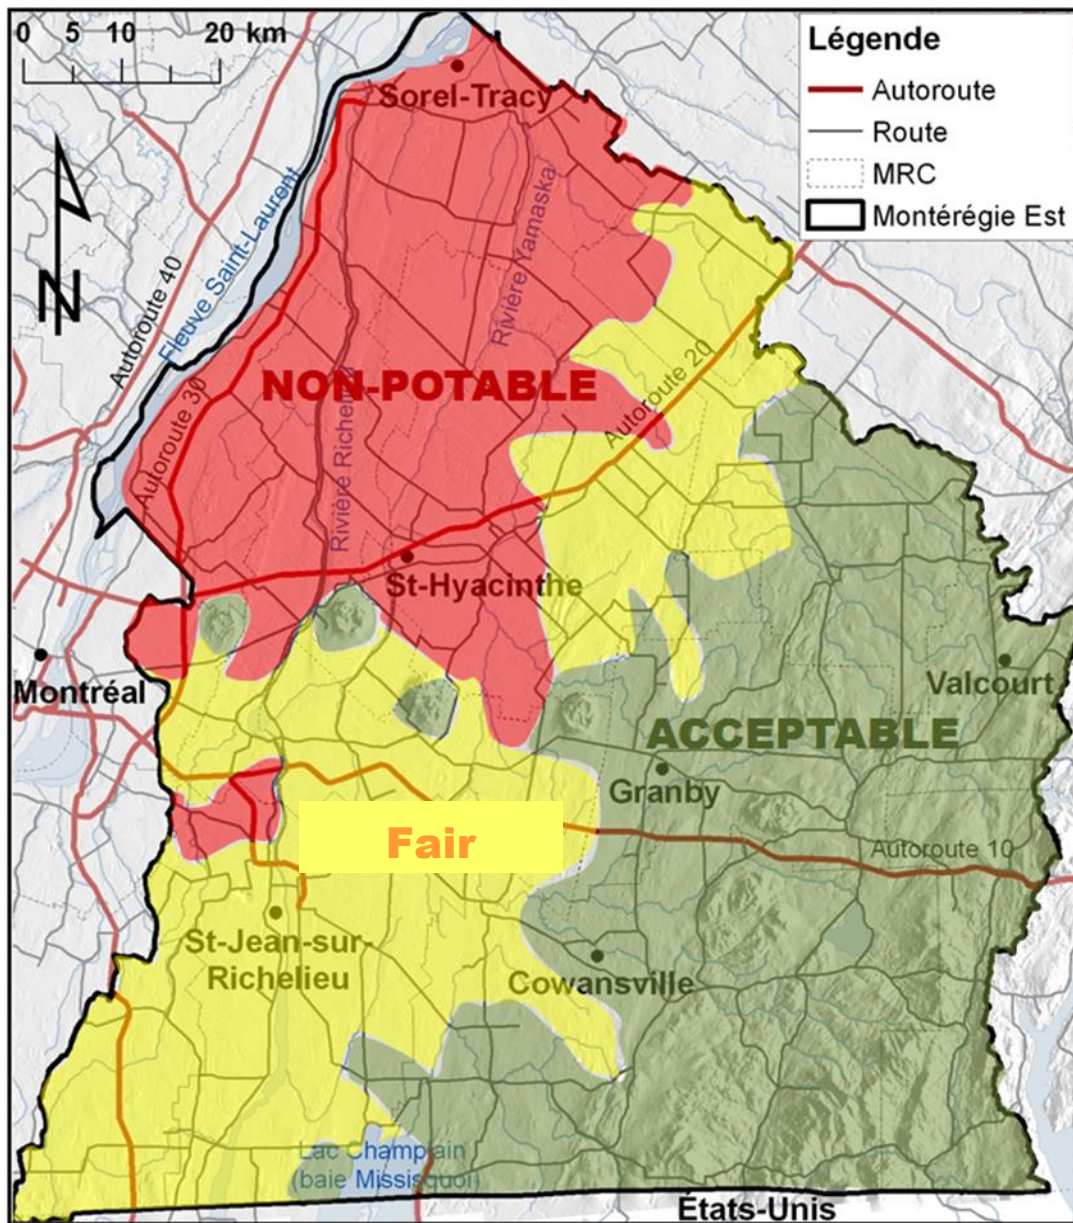 0 5 10 20 km
Légende
Autoroute
Route
MRC
Montérégie Est
Sorel-Tracy
N
Autoroute 40
Fleuve Saint-Laurent
Rivière Yamaska
Autoroute 30
NON-POTABLE
Rivière Richelieu
Autoroute 20
St-Hyacinthe
Montréal
Valcourt
ACCEPTABLE
Granby
Fair
Autoroute 10
St-Jean-sur-
Richelieu
Cowansville
Lac Champlain
(baie Missisquoi)
États-Unis